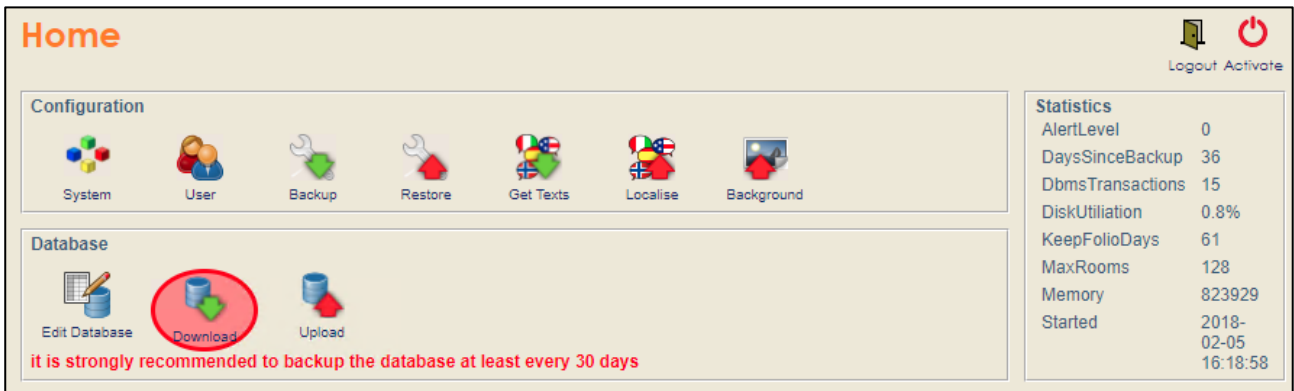 Home
Logout Activate
Configuration
System User Backup Restore Get Texts Localise Background
Database
Edit Database Download Upload
it is strongly recommended to backup the database at least every 30 days
Statistics
AlertLevel 0
DaysSinceBackup 36
DbmsTransactions 15
DiskUtiliation 0.8%
KeepFolioDays 61
MaxRooms 128
Memory 823929
Started 2018-
02-05
16:18:58